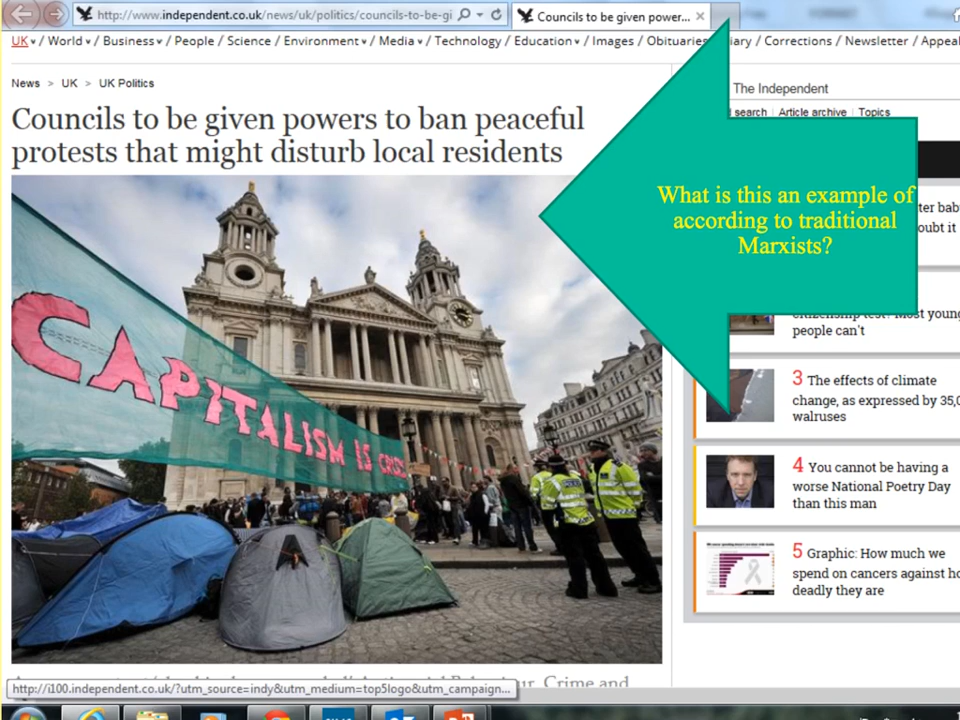 http://www.independent.co.uk/news/uk/politics/councils-to-be-gi
Councils to be given power...
UK / World / Business / People / Science / Environment / Media / Technology / Education / Images / Obituaries / Corrections / Newsletter / Appeal
News > UK > UK Politics
The Independent
search | Article archive | Topics
Councils to be given powers to ban peaceful
protests that might disturb local residents
What is this an example of
according to traditional
Marxists?
CAPITALISM IS CRISIS
people can't
3 The effects of climate
change, as expressed by 35,0
walruses
4 You cannot be having a
worse National Poetry Day
than this man
5 Graphic: How much we
spend on cancers against ho
deadly they are
http://i100.independent.co.uk/?utm_source=indy&utm_medium=top5logo&utm_campaign...